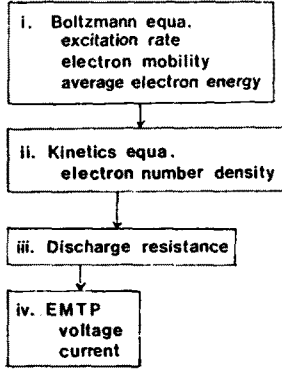 i. Boltzmann equa.
excitation rate
electron mobility
average electron energy
ii. Kinetics equa.
electron number density
iii. Discharge resistance
iv. EMTP
voltage
current